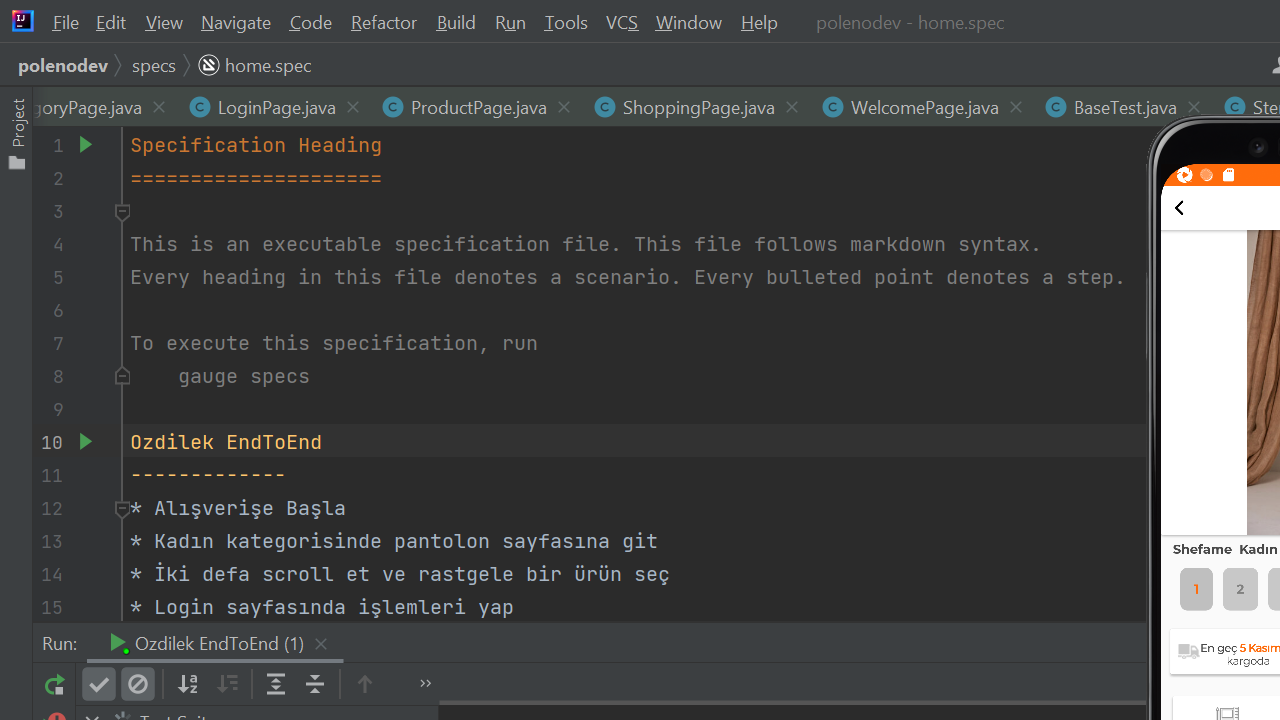 File Edit View Navigate Code Refactor Build Run Tools VCS Window Help polenodev - home.spec
polenodev specs home.spec
goryPage.java LoginPage.java ProductPage.java ShoppingPage.java WelcomePage.java BaseTest.java
Project
1 Specification Heading
2 =====================
3
4 This is an executable specification file. This file follows markdown syntax.
5 Every heading in this file denotes a scenario. Every bulleted point denotes a step.
6
7 To execute this specification, run
8 gauge specs
9
10 Ozdilek EndToEnd
11 -------------
12 * Alışverişe Başla
13 * Kadın kategorisinde pantolon sayfasına git
14 * İki defa scroll et ve rastgele bir ürün seç
15 * Login sayfasında işlemleri yap
Shefame Kadın
1 2
En geç 5 Kasım
kargoda
Run: Ozdilek EndToEnd (1)